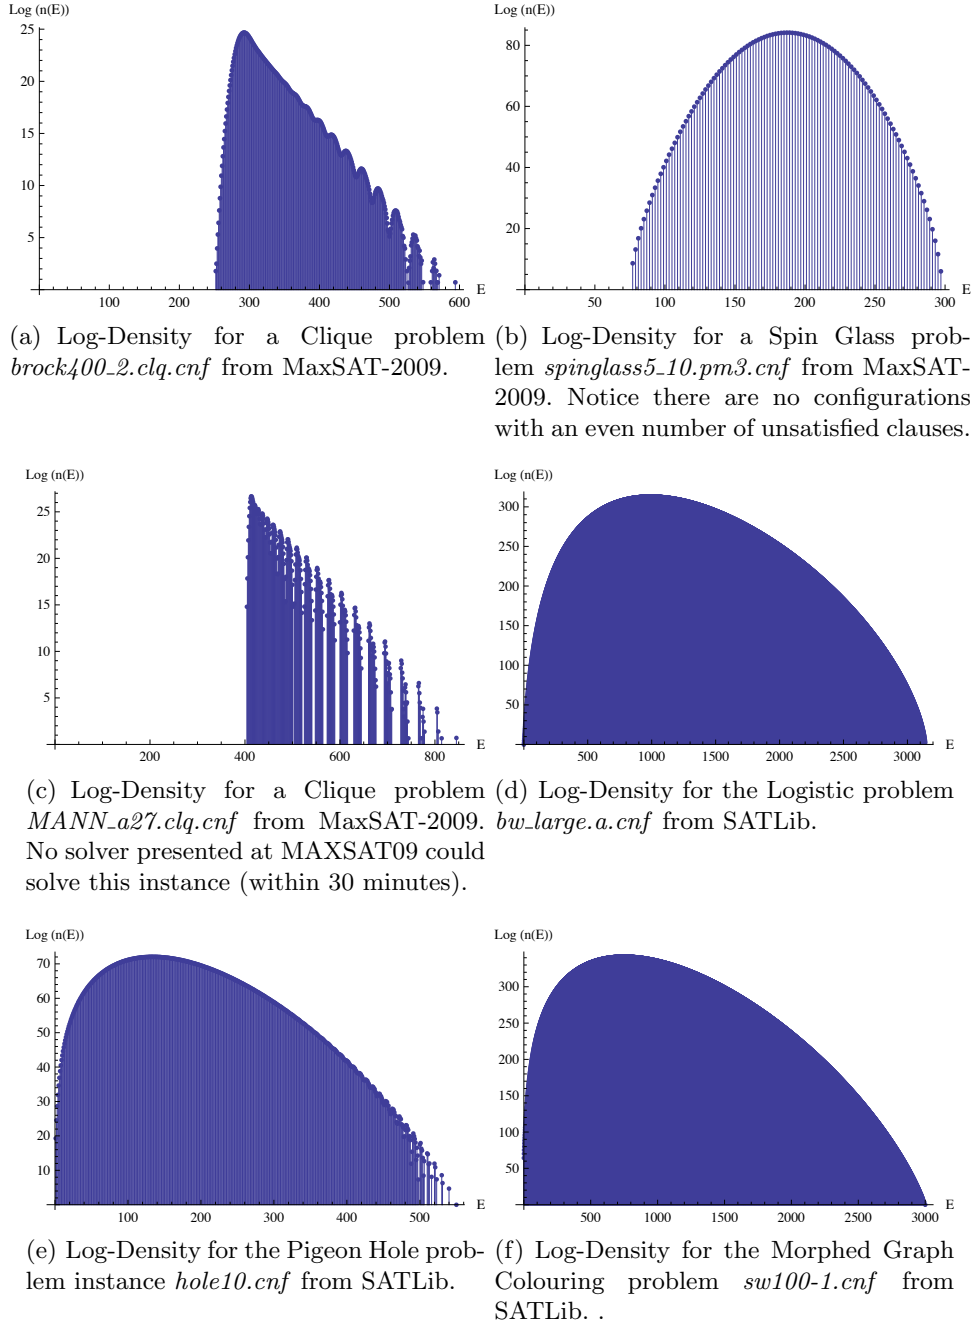 Log (n(E))
25
20
15
10
5
100 200 300 400 500 600 E
(a) Log-Density for a Clique problem
brock400_2.clq.cnf from MaxSAT-2009.
Log (n(E))
80
60
40
20
50 100 150 200 250 300 E
(b) Log-Density for a Spin Glass prob-
lem spinglass5_10.pm3.cnf from MaxSAT-
2009. Notice there are no configurations
with an even number of unsatisfied clauses.
Log (n(E))
25
20
15
10
5
200 400 600 800 E
(c) Log-Density for a Clique problem
MANN_a27.clq.cnf from MaxSAT-2009.
No solver presented at MAXSAT09 could
solve this instance (within 30 minutes).
Log (n(E))
300
250
200
150
100
50
500 1000 1500 2000 2500 3000 E
(d) Log-Density for the Logistic problem
bw_large.a.cnf from SATLib.
Log (n(E))
70
60
50
40
30
20
10
100 200 300 400 500 E
(e) Log-Density for the Pigeon Hole prob-
lem instance hole10.cnf from SATLib.
Log (n(E))
300
250
200
150
100
50
500 1000 1500 2000 2500 3000 E
(f) Log-Density for the Morphed Graph
Colouring problem sw100-1.cnf from
SATLib. .